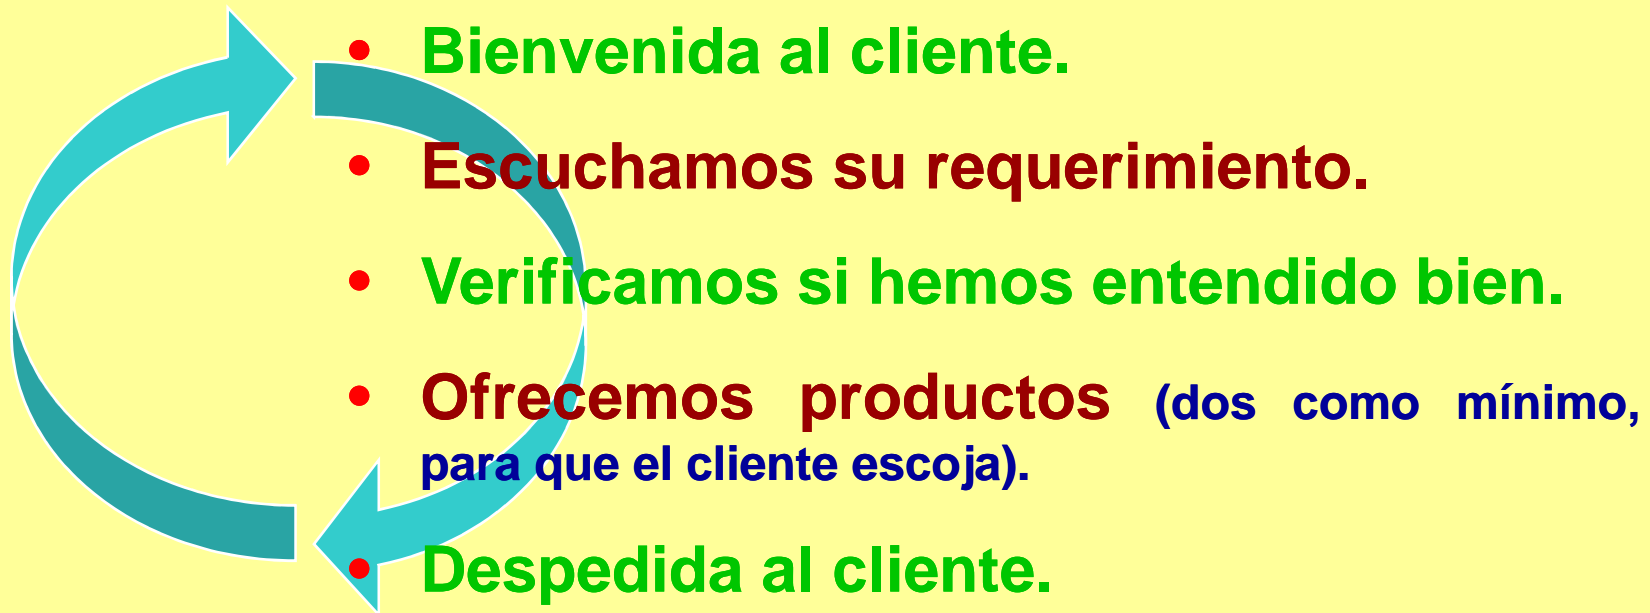 • Bienvenida al cliente.
• Escuchamos su requerimiento.
• Verificamos si hemos entendido bien.
• Ofrecemos productos (dos como mínimo,
para que el cliente escoja).
• Despedida al cliente.